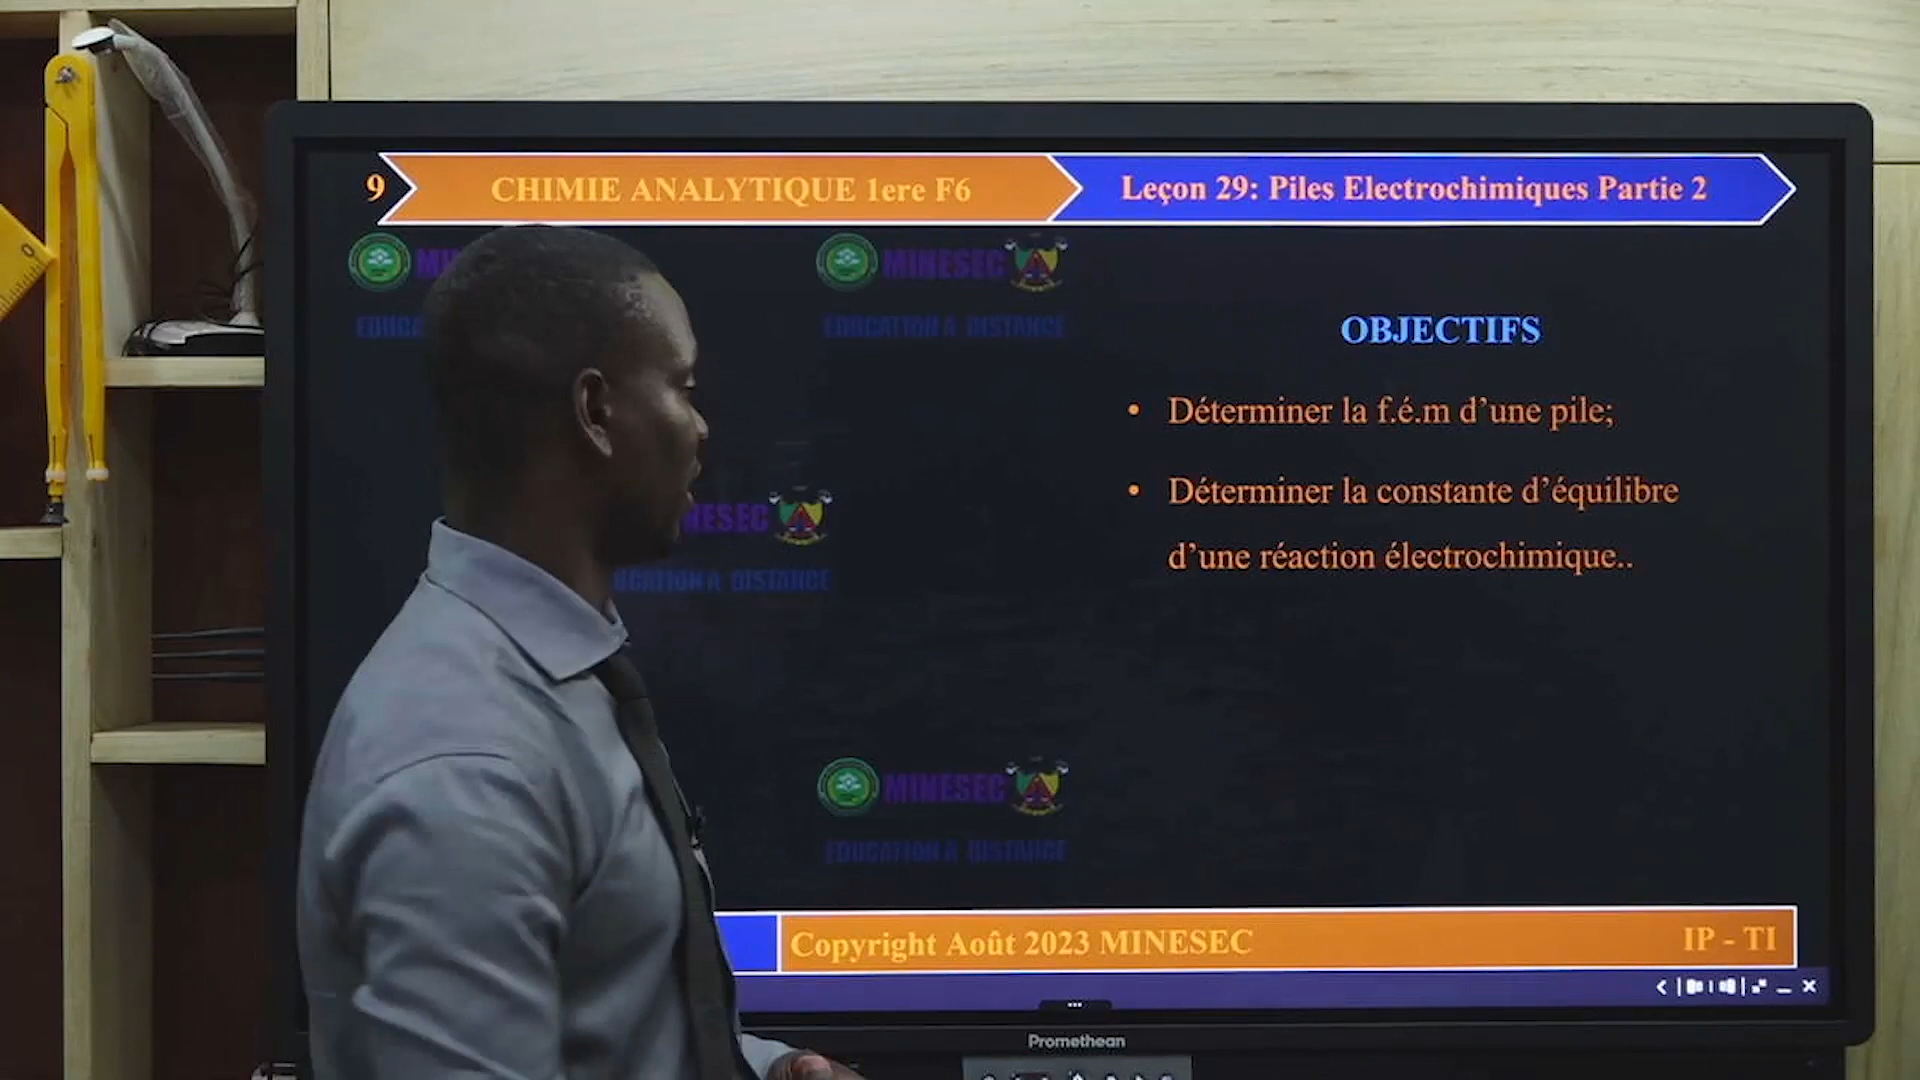 9
CHIMIE ANALYTIQUE 1ere F6
Leçon 29: Piles Electrochimiques Partie 2
MINESEC
EDUCATION A DISTANCE
OBJECTIFS
• Déterminer la f.é.m d’une pile;
• Déterminer la constante d’équilibre
d’une réaction électrochimique..
MINESEC
EDUCATION A DISTANCE
Copyright Août 2023 MINESEC
IP - TI
Promethean
0